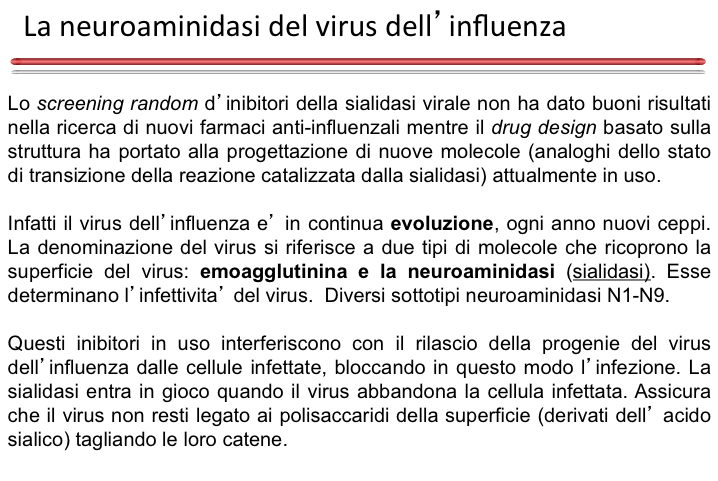 La neuroaminidasi del virus dell’influenza
Lo screening random d’inibitori della sialidasi virale non ha dato buoni risultati
nella ricerca di nuovi farmaci anti-influenzali mentre il drug design basato sulla
struttura ha portato alla progettazione di nuove molecole (analoghi dello stato
di transizione della reazione catalizzata dalla sialidasi) attualmente in uso.
Infatti il virus dell’influenza e’ in continua evoluzione, ogni anno nuovi ceppi.
La denominazione del virus si riferisce a due tipi di molecole che ricoprono la
superficie del virus: emoagglutinina e la neuroaminidasi (sialidasi). Esse
determinano l’infettivita’ del virus. Diversi sottotipi neuroaminidasi N1-N9.
Questi inibitori in uso interferiscono con il rilascio della progenie del virus
dell’influenza dalle cellule infettate, bloccando in questo modo l’infezione. La
sialidasi entra in gioco quando il virus abbandona la cellula infettata. Assicura
che il virus non resti legato ai polisaccaridi della superficie (derivati dell’ acido
sialico) tagliando le loro catene.